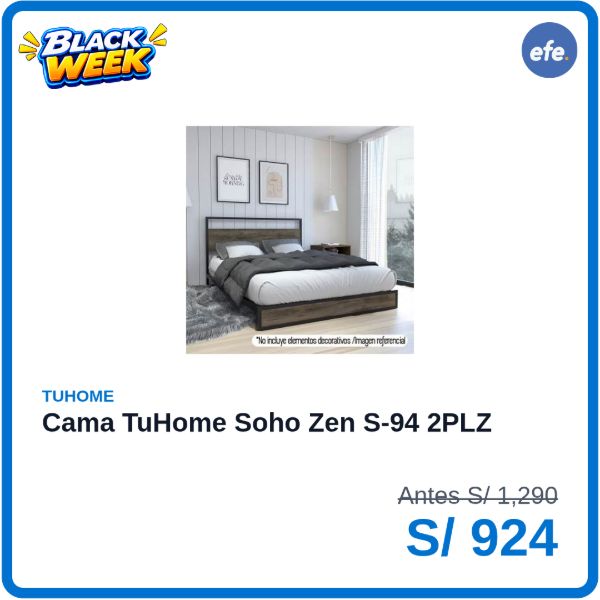 BLACK
WEEK
efe.
*No incluye elementos decorativos /Imagen referencial
TUHOME
Cama TuHome Soho Zen S-94 2PLZ
Antes S/ 1,290
S/ 924